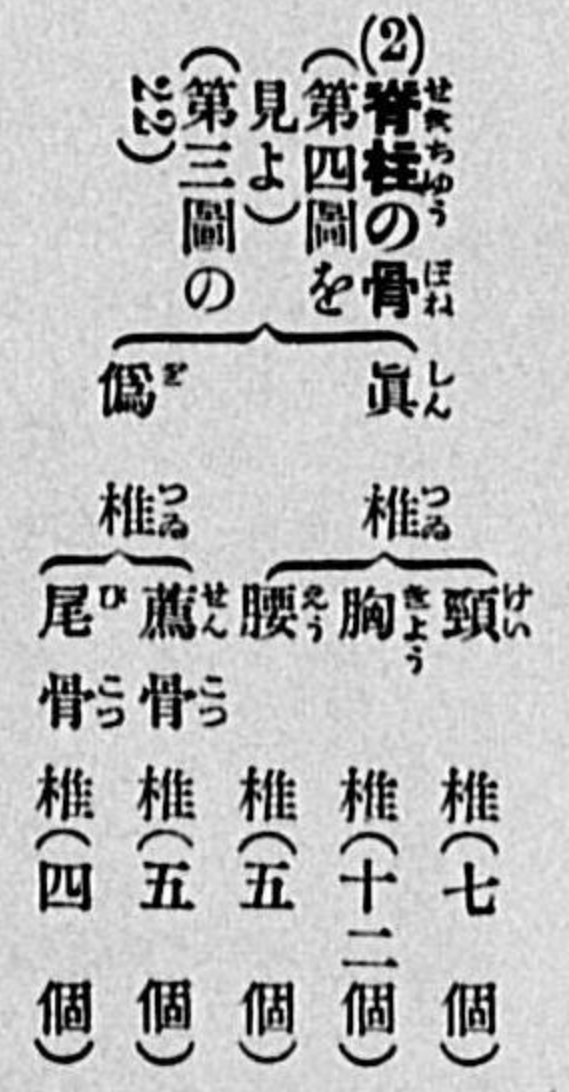 (2)脊柱の骨
(第四圖を
見よ)
(第三圖の
22)
眞椎
頸椎(七個)
胸椎(十二個)
腰椎(五個)
僞椎
薦骨椎(五個)
尾骨椎(四個)